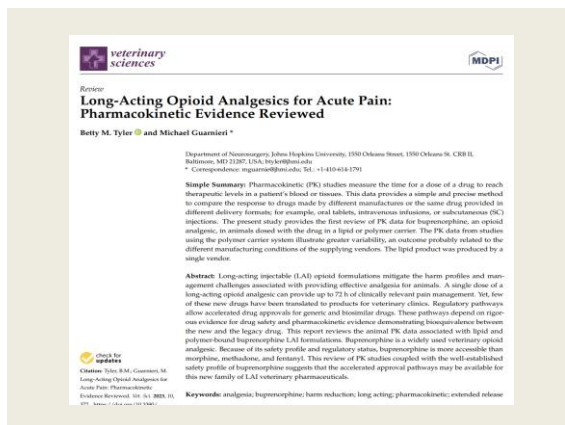 veterinary
sciences
MDPI
Review
Long-Acting Opioid Analgesics for Acute Pain:
Pharmacokinetic Evidence Reviewed
Betty M. Tyler and Michael Guarnieri *
Department of Neurosurgery, Johns Hopkins University, 1550 Orleans Street, 1550 Orleans St. CRB II,
Baltimore, MD 21287, USA; btyler@jhmi.edu
* Correspondence: mguarnie@jhmi.edu; Tel.: +1-410-614-1791
Simple Summary: Pharmacokinetic (PK) studies measure the time for a dose of a drug to reach
therapeutic levels in a patient's blood or tissues. This data provides a simple and precise method
to compare the response to drugs made by different manufactures or the same drug provided in
different delivery formats; for example, oral tablets, intravenous infusions, or subcutaneous (SC)
injections. The present study provides the first review of PK data for buprenorphine, an opioid
analgesic, in animals dosed with the drug in a lipid or polymer carrier. The PK data from studies
using the polymer carrier system illustrate greater variability, an outcome probably related to the
different manufacturing conditions of the supplying vendors. The lipid product was produced by a
single vendor.
Abstract: Long-acting injectable (LAI) opioid formulations mitigate the harm profiles and man-
agement challenges associated with providing effective analgesia for animals. A single dose of a
long-acting opioid analgesic can provide up to 72 h of clinically relevant pain management. Yet, few
of these new drugs have been translated to products for veterinary clinics. Regulatory pathways
allow accelerated drug approvals for generic and biosimilar drugs. These pathways depend on rigor-
ous evidence for drug safety and pharmacokinetic evidence demonstrating bioequivalence between
the new and the legacy drug. This report reviews the animal PK data associated with lipid and
polymer-bound buprenorphine LAI formulations. Buprenorphine is a widely used veterinary opioid
analgesic. Because of its safety profile and regulatory status, buprenorphine is more accessible than
morphine, methadone, and fentanyl. This review of PK studies coupled with the well-established
safety profile of buprenorphine suggests that the accelerated approval pathways may be available for
this new family of LAI veterinary pharmaceuticals.
Keywords: analgesia; buprenorphine; harm reduction; long acting; pharmacokinetic; extended release
check for
updates
Citation: Tyler, B.M.; Guarnieri, M.
Long-Acting Opioid Analgesics for
Acute Pain: Pharmacokinetic
Evidence Reviewed. Vet. Sci. 2023, 10,